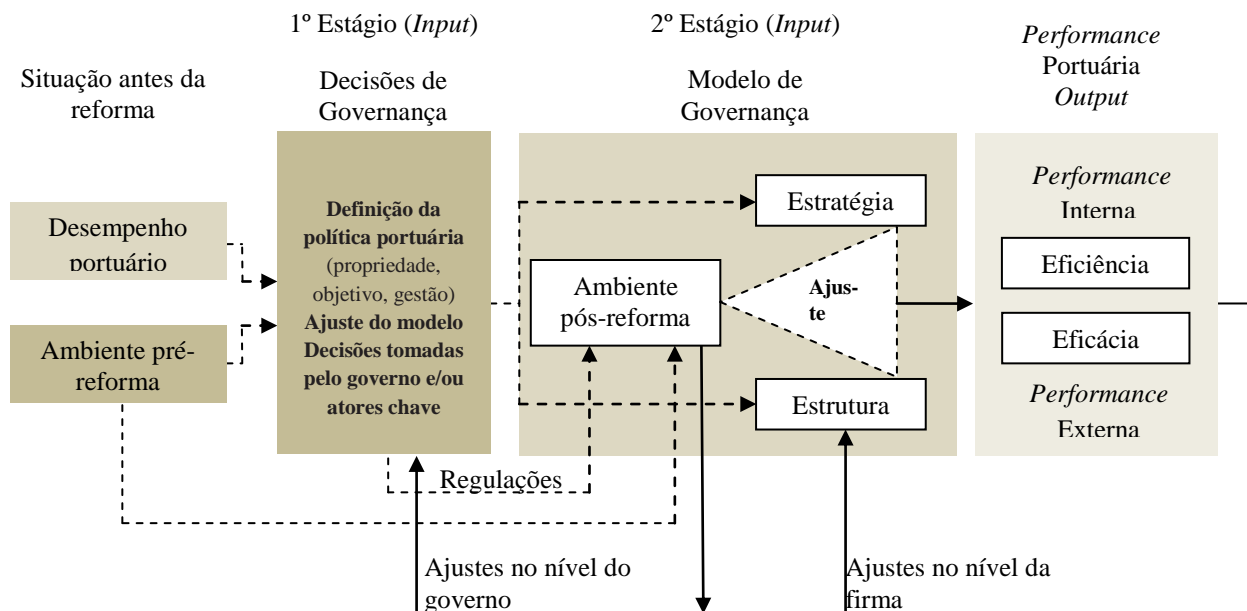 1º Estágio (Input)
2º Estágio (Input)
Performance
Portuária
Output
Situação antes da
reforma
Decisões de
Governança
Modelo de
Governança
Desempenho
portuário
Ambiente pré-
reforma
Definição da
política portuária
(propriedade,
objetivo, gestão)
Ajuste do modelo
Decisões tomadas
pelo governo e/ou
atores chave
Estratégia
Ambiente
pós-reforma
Ajus-
te
Estrutura
Performance
Interna
Eficiência
Eficácia
Performance
Externa
Regulações
Ajustes no nível do
governo
Ajustes no nível da
firma